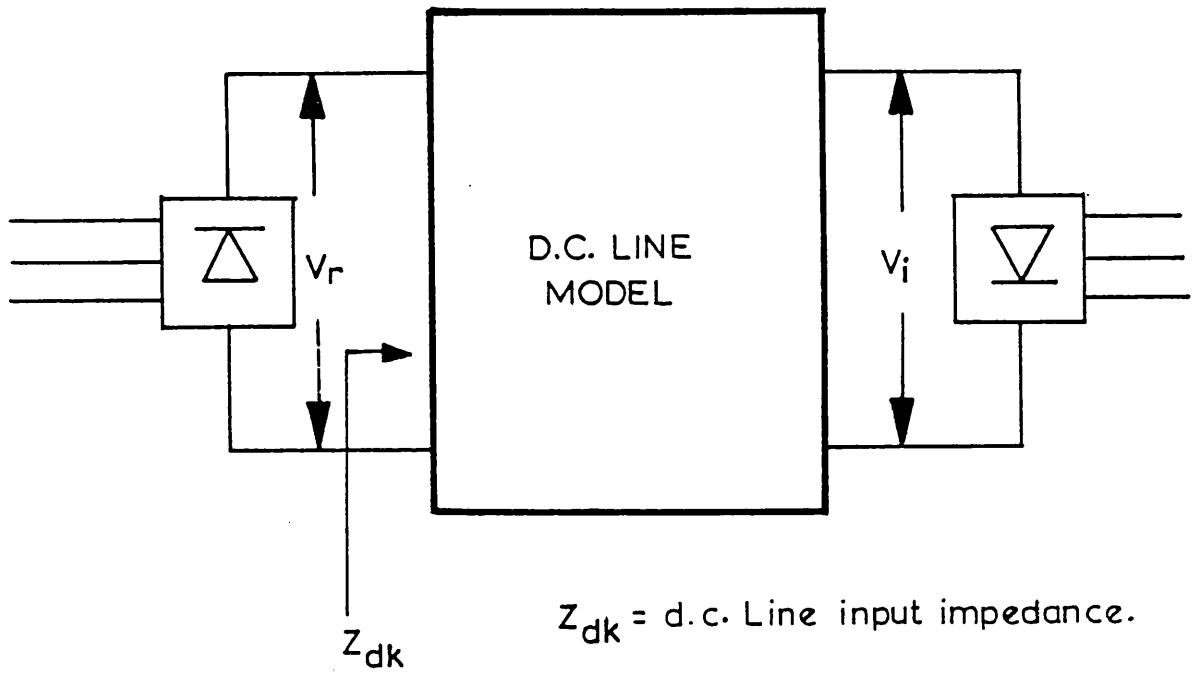 D.C. LINE
MODEL
Vr
Vi
Zdk = d.c. Line input impedance.
Zdk